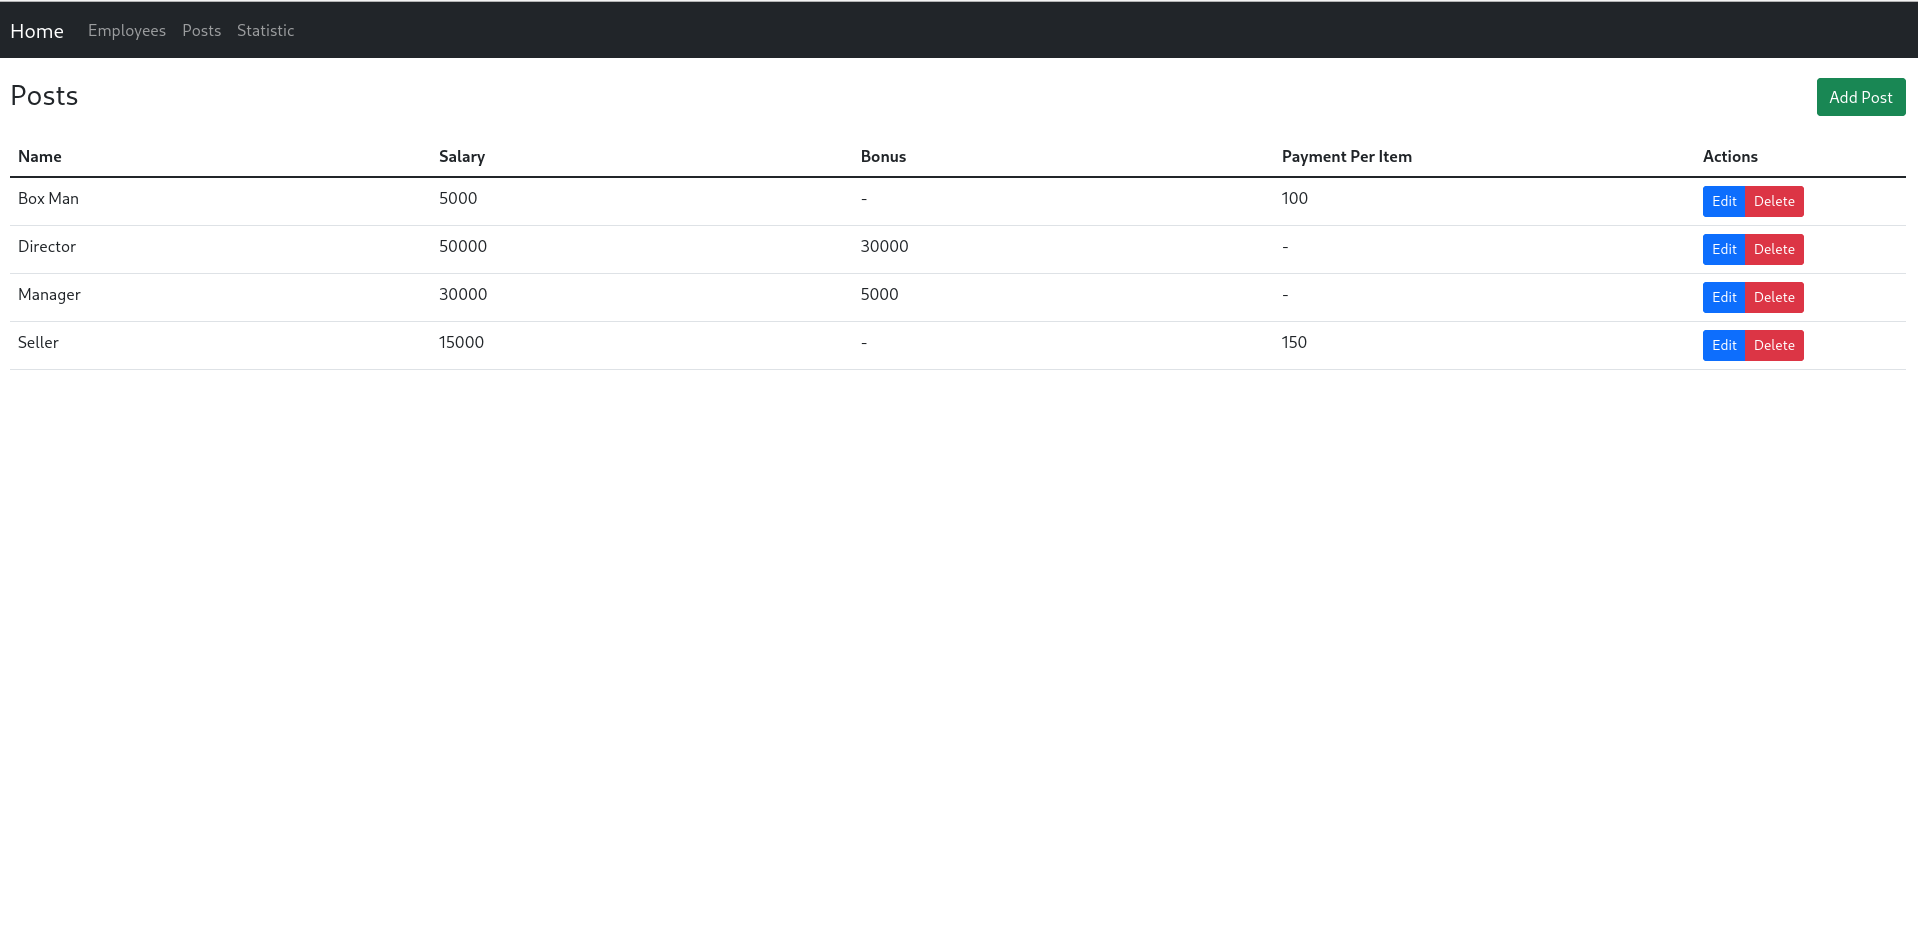 Home Employees Posts Statistic
Posts Add Post
Name Salary Bonus Payment Per Item Actions
Box Man 5000 - 100 Edit Delete
Director 50000 30000 - Edit Delete
Manager 30000 5000 - Edit Delete
Seller 15000 - 150 Edit Delete